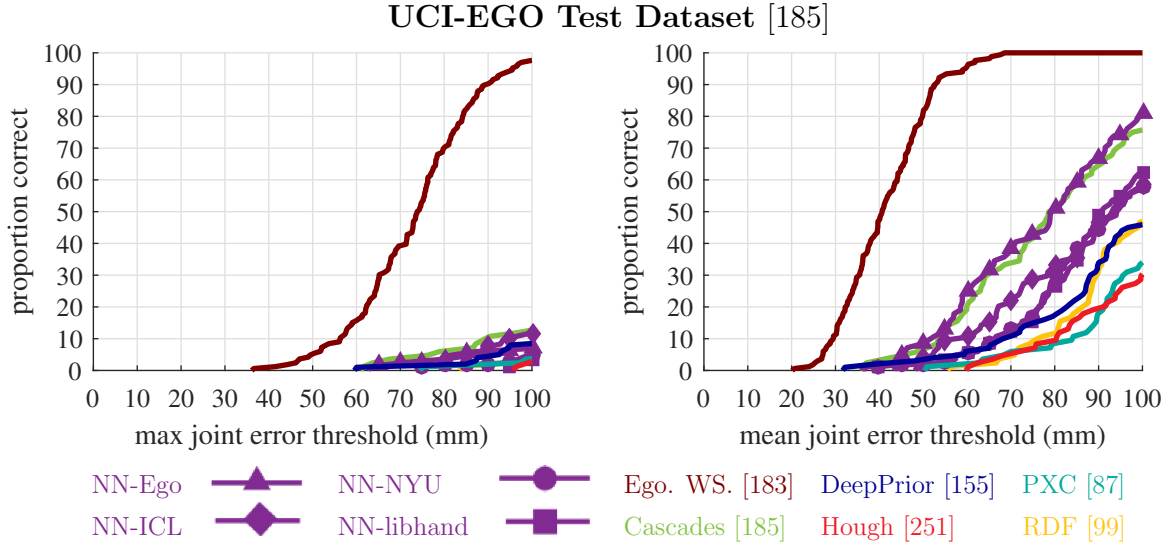 UCI-EGO Test Dataset [185]
proportion correct
100
90
80
70
60
50
40
30
20
10
0
0 10 20 30 40 50 60 70 80 90 100
max joint error threshold (mm)
proportion correct
100
90
80
70
60
50
40
30
20
10
0
0 10 20 30 40 50 60 70 80 90 100
mean joint error threshold (mm)
NN-Ego NN-NYU Ego. WS. [183] DeepPrior [155] PXC [87]
NN-ICL NN-libhand Cascades [185] Hough [251] RDF [99]